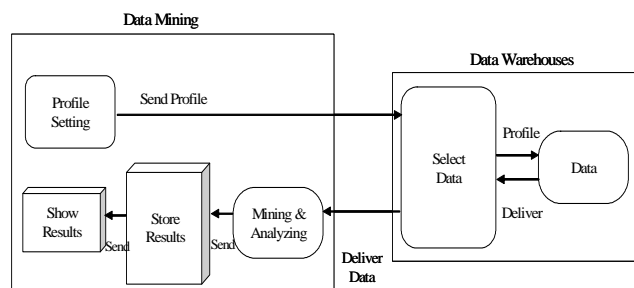 Data Mining
Data Warehouses
Profile
Setting
Send Profile
Select
Data
Profile
Data
Deliver
Show
Results
Send
Store
Results
Send
Mining &
Analyzing
Deliver
Data